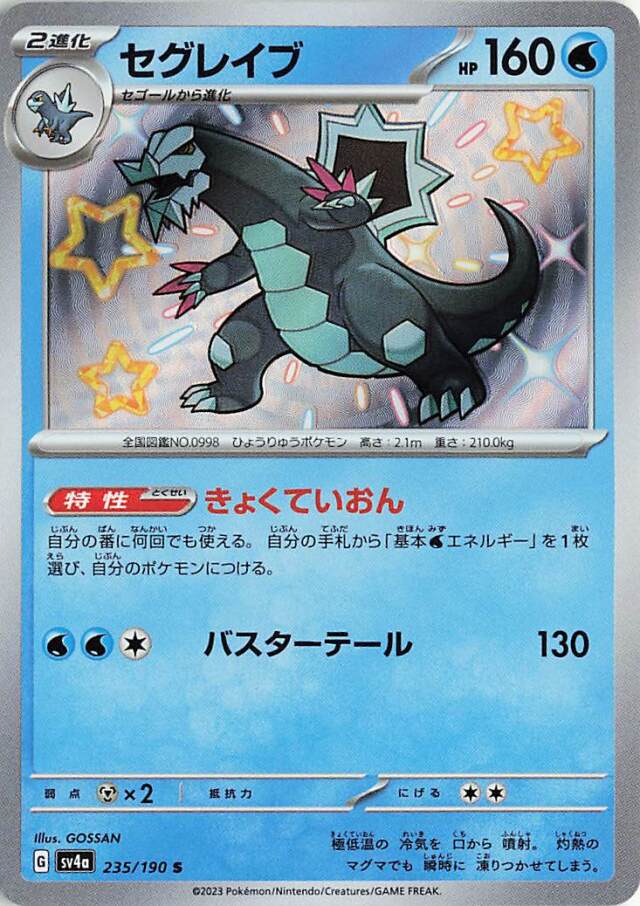 2進化
セグレイブ
HP 160
セゴールから進化
全国図鑑NO.0998 ひょうりゅうポケモン 高さ:2.1m 重さ:210.0kg
特性
とくせい
きょくていおん
じぶん ばん なんかい つか じぶん てふだ きほん みず まい
自分の番に何回でも使える。自分の手札から「基本エネルギー」を1枚
えら じぶん
選び、自分のポケモンにつける。
バスターテール 130
弱点 ×2 抵抗力 にげる
Illus. GOSSAN
きょくていおん れいき くち ふんしゃ しゃくねつ
極低温の 冷気を 口から 噴射。 灼熱の
しゅんじ こお
マグマでも 瞬時に 凍りついてしまう。
G sv4a 235/190 S
©2023 Pokémon/Nintendo/Creatures/GAME FREAK.